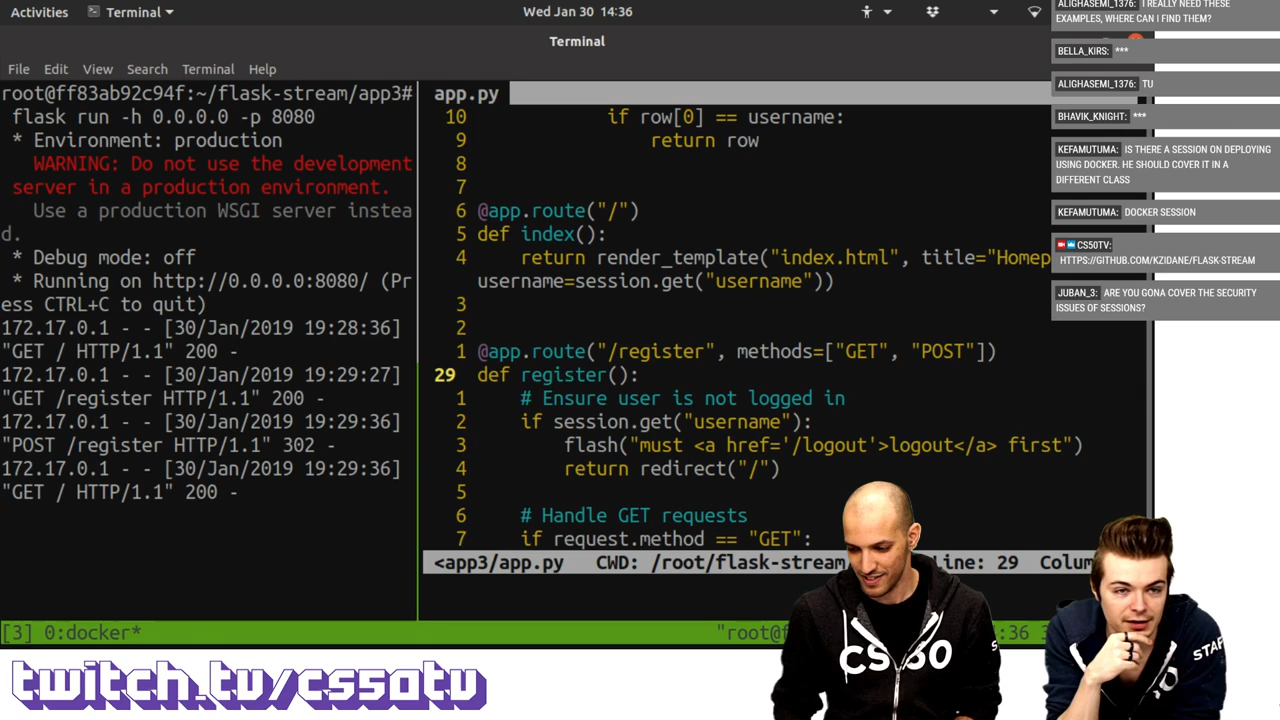 Activities
Terminal
Wed Jan 30 14:36
Terminal
File Edit View Search Terminal Help
root@ff83ab92c94f:~/flask-stream/app3#
flask run -h 0.0.0.0 -p 8080
* Environment: production
WARNING: Do not use the development
server in a production environment.
Use a production WSGI server instea
d.
* Debug mode: off
* Running on http://0.0.0.0:8080/ (Pr
ess CTRL+C to quit)
172.17.0.1 - - [30/Jan/2019 19:28:36]
"GET / HTTP/1.1" 200 -
172.17.0.1 - - [30/Jan/2019 19:29:27]
"GET /register HTTP/1.1" 200 -
172.17.0.1 - - [30/Jan/2019 19:29:36]
"POST /register HTTP/1.1" 302 -
172.17.0.1 - - [30/Jan/2019 19:29:36]
"GET / HTTP/1.1" 200 -
app.py
10 if row[0] == username:
9 return row
8
7
6 @app.route("/")
5 def index():
4 return render_template("index.html", title="Homep
username=session.get("username"))
3
2
1 @app.route("/register", methods=["GET", "POST"])
29 def register():
1 # Ensure user is not logged in
2 if session.get("username"):
3 flash("must <a href='/logout'>logout</a> first")
4 return redirect("/")
5
6 # Handle GET requests
7 if request.method == "GET":
<app3/app.py CWD: /root/flask-stream Line: 29 Colum
[3] 0:docker* "root@f :36 3
ALIGHASEMI_1376: I REALLY NEED THESE
EXAMPLES, WHERE CAN I FIND THEM?
BELLA_KIRS: ***
ALIGHASEMI_1376: TU
BHAVIK_KNIGHT: ***
KEFAMUTUMA: IS THERE A SESSION ON DEPLOYING
USING DOCKER. HE SHOULD COVER IT IN A
DIFFERENT CLASS
KEFAMUTUMA: DOCKER SESSION
CS50TV:
HTTPS://GITHUB.COM/KZIDANE/FLASK-STREAM
JUBAN_3: ARE YOU GONA COVER THE SECURITY
ISSUES OF SESSIONS?
twitch.tv/cs50tv
CS50
STAF